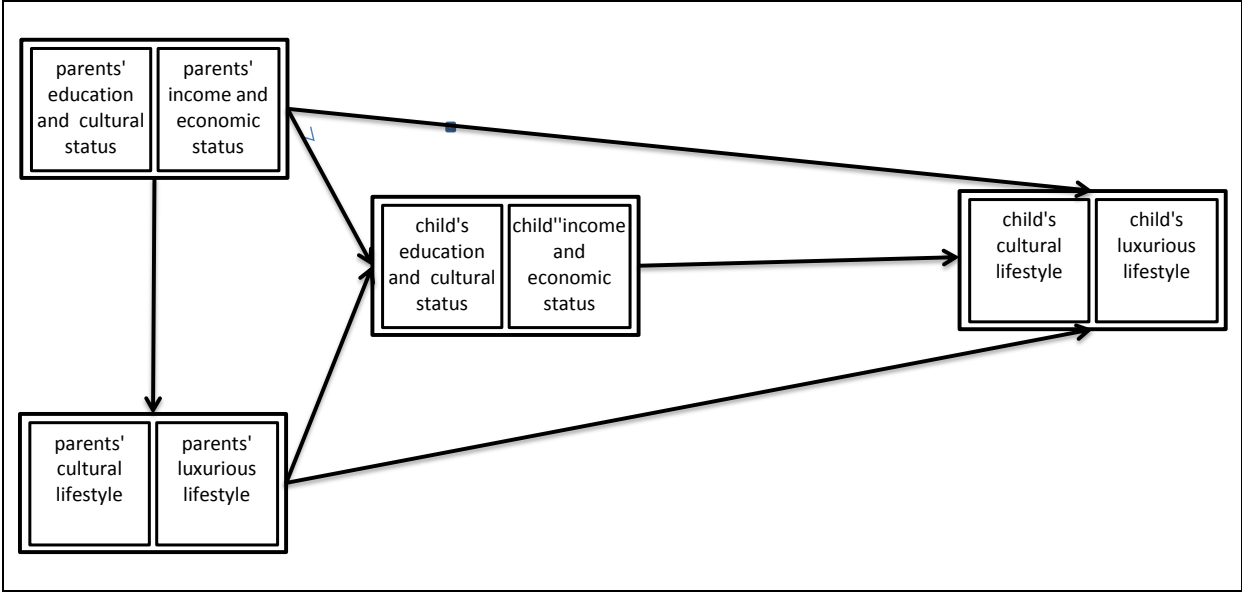 parents'
education
and cultural
status
parents'
income and
economic
status
child's
education
and cultural
status
child''income
and
economic
status
child's
cultural
lifestyle
child's
luxurious
lifestyle
parents'
cultural
lifestyle
parents'
luxurious
lifestyle